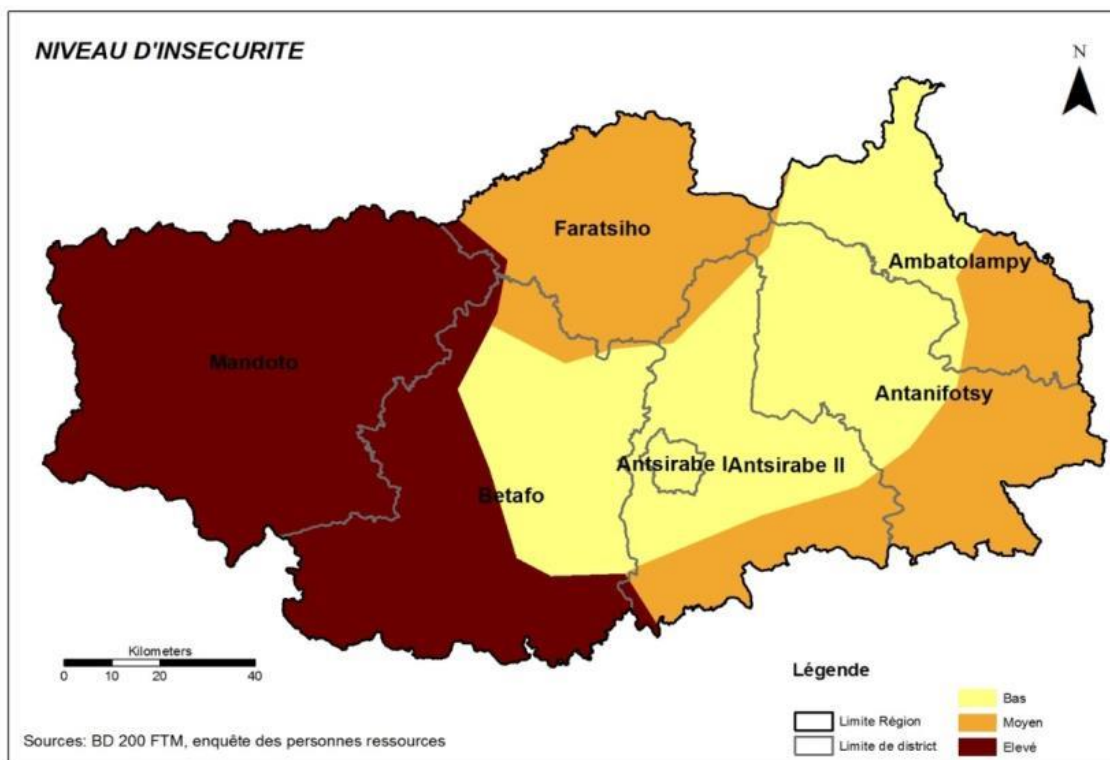 NIVEAU D'INSECURITE
N
Faratsiho
Ambatolampy
Mandoto
Antanifotsy
Antsirabe I
Antsirabe II
Betafo
Kilometers
0 10 20 40
Légende
Limite Région
Limite de district
Bas
Moyen
Elevé
Sources: BD 200 FTM, enquête des personnes ressources